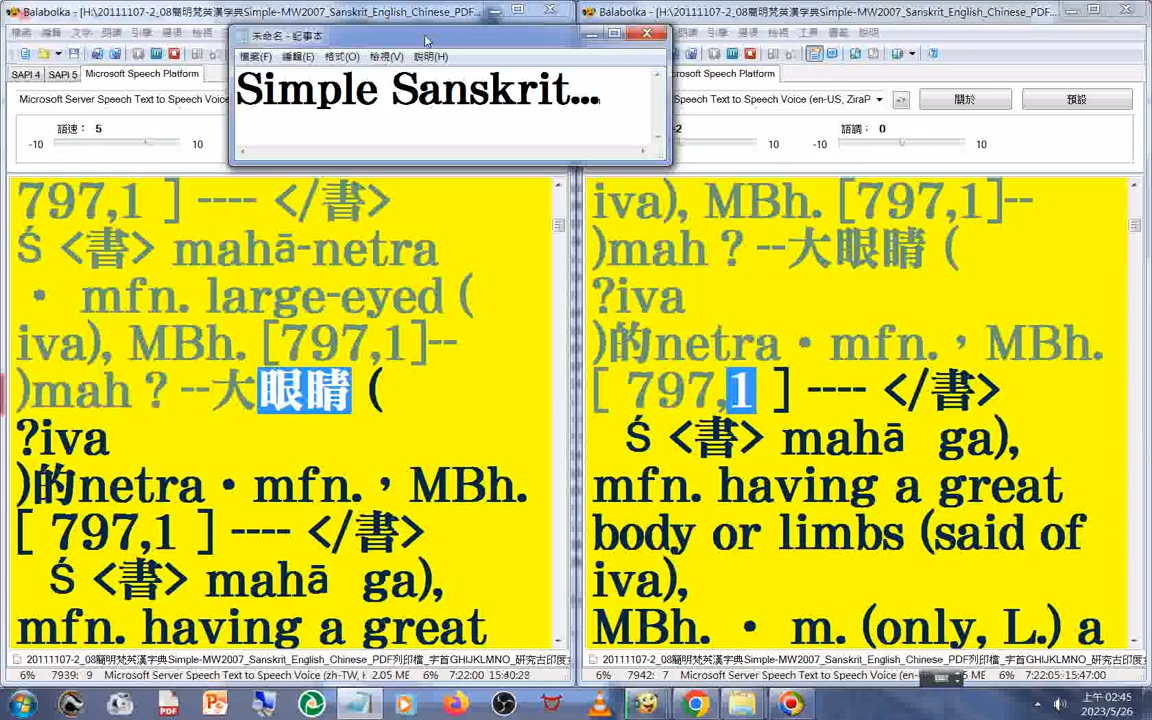 Balabolka - [H:\20111107-2_08簡明梵英漢字典Simple-MW2007_Sanskrit_English_Chinese_PDF...
SAPI 4 SAPI 5 Microsoft Speech Platform
Microsoft Server Speech Text to Speech Voice
語速： 5
-10 10
797,1 ] ---- </書>
Ś <書> mahā-netra
• mfn. large-eyed (
iva), MBh. [797,1]--
)mah ? --大眼睛 (
?iva
)的netra•mfn.，MBh.
[ 797,1 ] ---- </書>
Ś <書> mahā ga),
mfn. having a great
20111107-2_08簡明梵英漢字典Simple-MW2007_Sanskrit_English_Chinese_PDF列印檔_字首GHIJKLMNO_研究古印度
6% 7939: 9 Microsoft Server Speech Text to Speech Voice (zh-TW, H 2.05 ME 7:22:00 15:40:28
未命名 - 記事本
檔案(F) 編輯(E) 格式(O) 檢視(V) 說明(H)
Simple Sanskrit...
Balabolka - [H:\20111107-2_08簡明梵英漢字典Simple-MW2007_Sanskrit_English_Chinese_PDF...
Speech Platform
Speech Text to Speech Voice (en-US, ZiraP
關於 預設
-2 語調： 0
10 -10 10
iva), MBh. [797,1]--
)mah ? --大眼睛 (
?iva
)的netra•mfn.，MBh.
[ 797,1 ] ---- </書>
Ś <書> mahā ga),
mfn. having a great
body or limbs (said of
iva),
MBh. • m. (only, L.) a
20111107-2_08簡明梵英漢字典Simple-MW2007_Sanskrit_English_Chinese_PDF列印檔_字首GHIJKLMNO_研究古印度
6% 7942: 7 Microsoft Server Speech Text to Speech Voice (en-US, ME 7:22:05 15:47:00
上午 02:45
2023/5/26